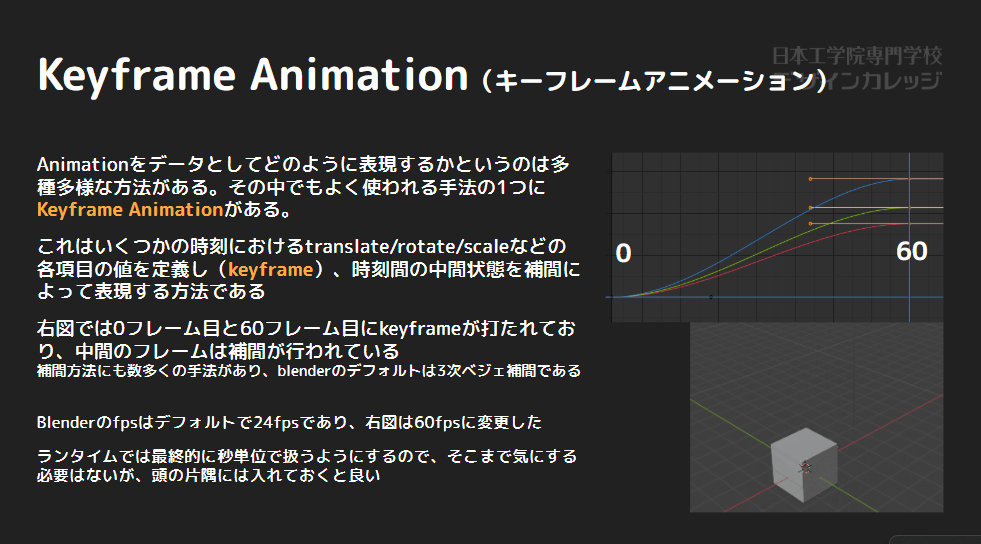 日本工学院専門学校
デザインカレッジ
Keyframe Animation（キーフレームアニメーション）
Animationをデータとしてどのように表現するかというのは多
種多様な方法がある。その中でもよく使われる手法の1つに
Keyframe Animationがある。
これはいくつかの時刻におけるtranslate/rotate/scaleなどの
各項目の値を定義し（keyframe）、時刻間の中間状態を補間に
よって表現する方法である
右図では0フレーム目と60フレーム目にkeyframeが打たれてお
り、中間のフレームは補間が行われている
補間方法にも数多くの手法があり、blenderのデフォルトは3次ベジェ補間である
Blenderのfpsはデフォルトで24fpsであり、右図は60fpsに変更した
ランタイムでは最終的に秒単位で扱うようにするので、そこまで気にする
必要はないが、頭の片隅には入れておくと良い
0
60